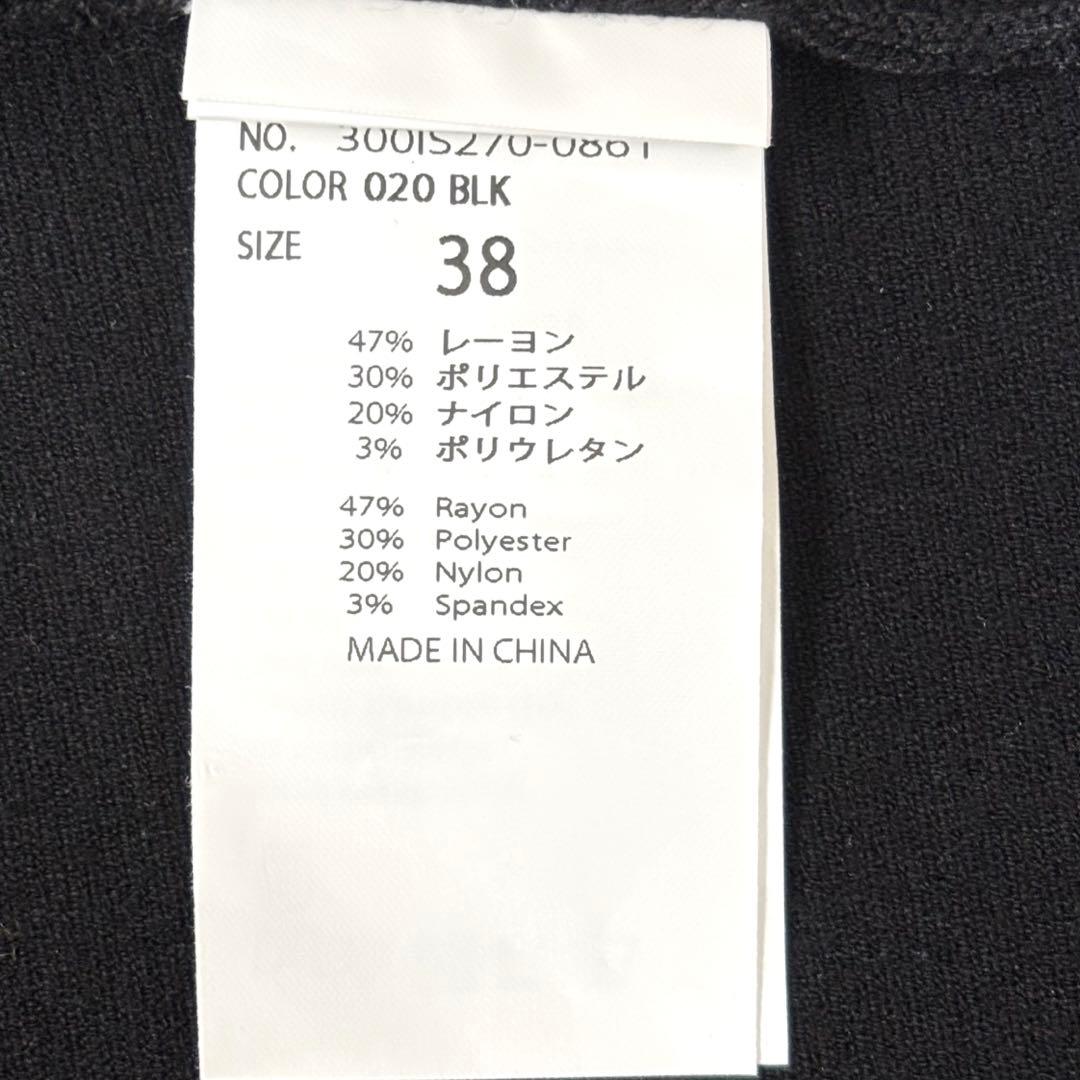 NO. 300IS270-0861
COLOR 020 BLK
SIZE 38
47% レーヨン
30% ポリエステル
20% ナイロン
3% ポリウレタン
47% Rayon
30% Polyester
20% Nylon
3% Spandex
MADE IN CHINA